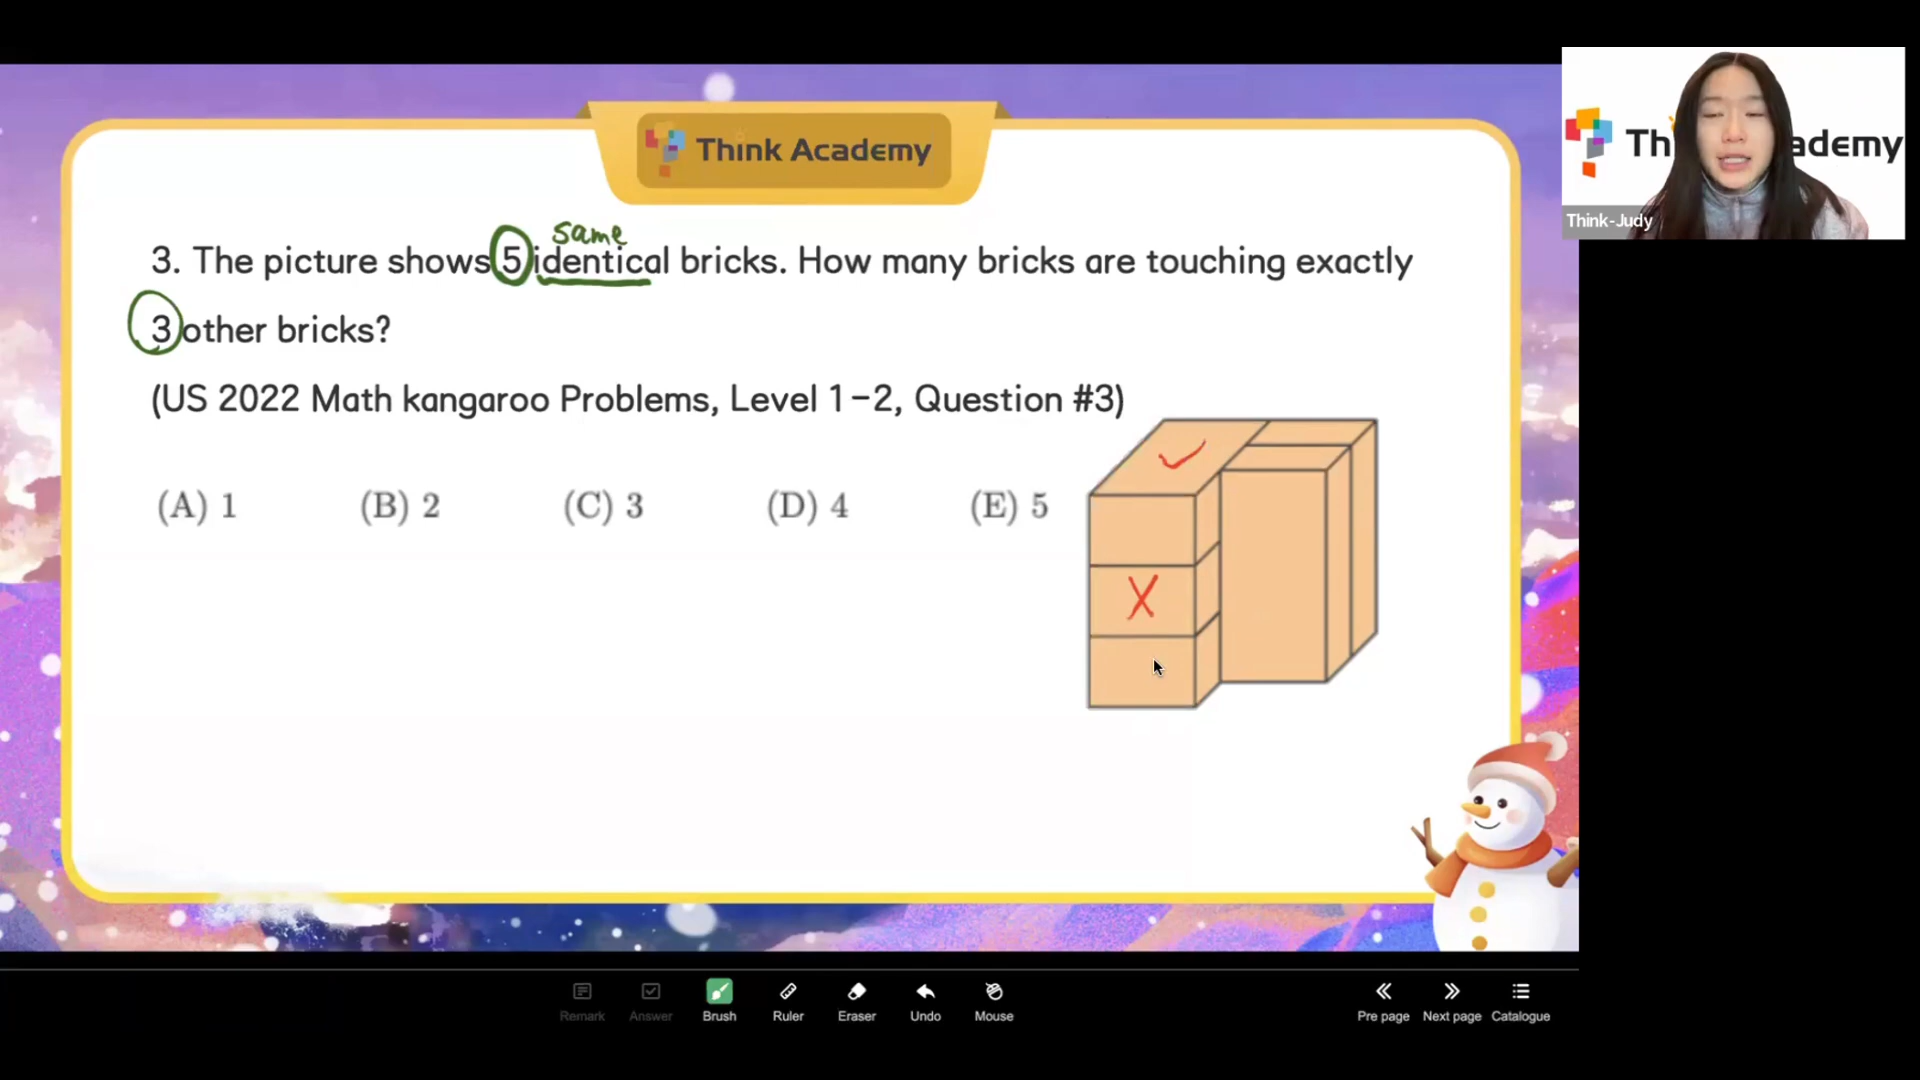 Think Academy
Th ademy
Think-Judy
same
3. The picture shows 5 identical bricks. How many bricks are touching exactly
3 other bricks?
(US 2022 Math kangaroo Problems, Level 1-2, Question #3)
(A) 1 (B) 2 (C) 3 (D) 4 (E) 5
Remark Answer Brush Ruler Eraser Undo Mouse Pre page Next page Catalogue